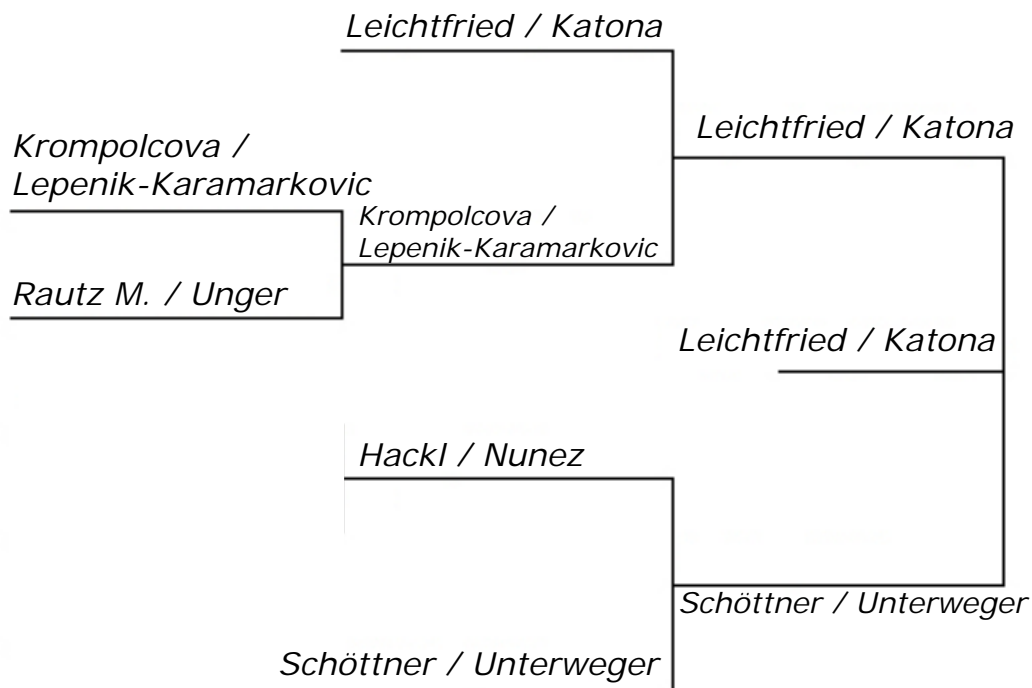 Leichtfried / Katona
Leichtfried / Katona
Krompolcova /
Lepenik-Karamarkovic
Krompolcova /
Lepenik-Karamarkovic
Rautz M. / Unger
Leichtfried / Katona
Hackl / Nunez
Schöttner / Unterweger
Schöttner / Unterweger